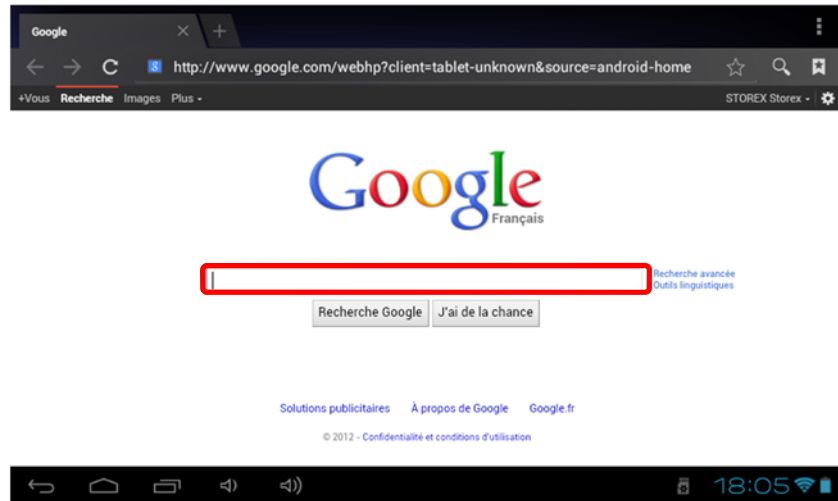 Google
http://www.google.com/webhp?client=tablet-unknown&source=android-home
+Vous Recherche Images Plus
STOREX Storex
Google
Français
Recherche avancée
Outils linguistiques
Recherche Google J'ai de la chance
Solutions publicitaires À propos de Google Google.fr
© 2012 - Confidentialité et conditions d'utilisation
18:05